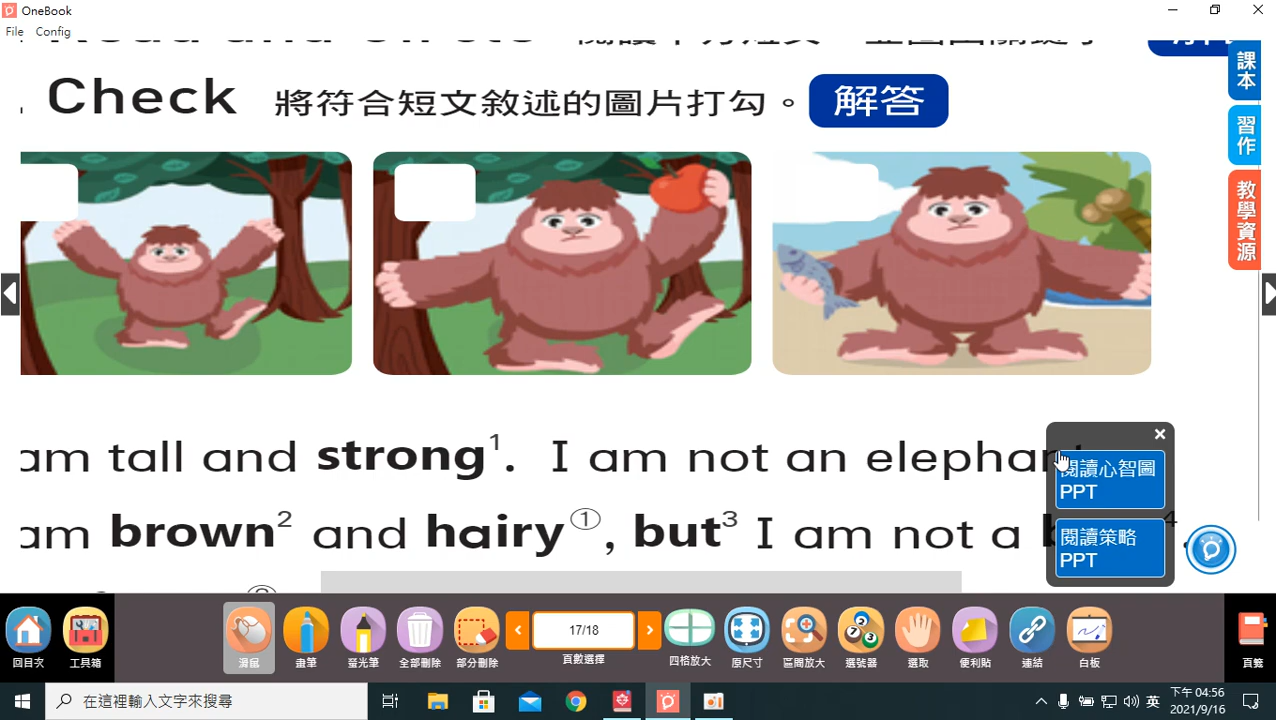 OneBook
File Config
Read and Circle
Check 將符合短文敘述的圖片打勾。 解答
課本
習作
教學資源
am tall and strong¹. I am not an elephant
am brown² and hairy①, but³ I am not a b 4 .
閱讀心智圖
PPT
閱讀策略
PPT
17/18
回目次 工具箱 滑鼠 畫筆 螢光筆 全部刪除 部分刪除 頁數選擇 四格放大 原尺寸 區間放大 選號器 選取 便利貼 連結 白板 頁籤
在這裡輸入文字來搜尋
英
下午 04:56
2021/9/16